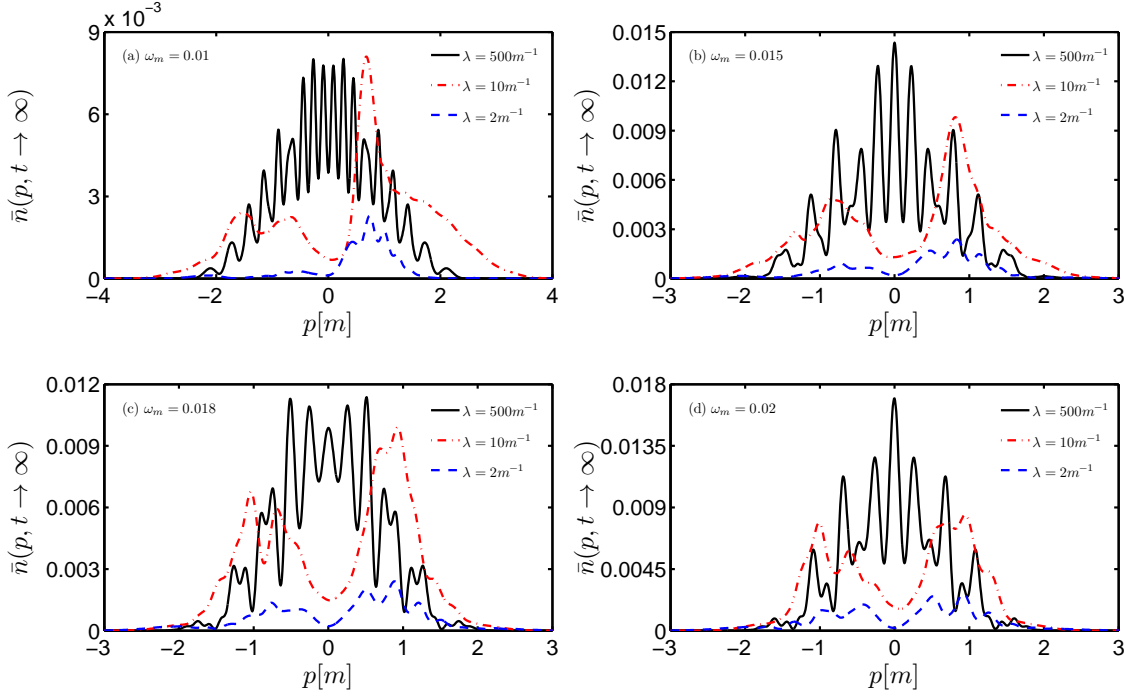 9 x 10⁻³
(a) ωₘ = 0.01
λ = 500m⁻¹
λ = 10m⁻¹
λ = 2m⁻¹
n̄(p, t → ∞)
6
3
0
−4 −2 0 2 4
p[m]
0.015
(b) ωₘ = 0.015
λ = 500m⁻¹
λ = 10m⁻¹
λ = 2m⁻¹
n̄(p, t → ∞)
0.012
0.009
0.006
0.003
0
−3 −2 −1 0 1 2 3
p[m]
0.012
(c) ωₘ = 0.018
λ = 500m⁻¹
λ = 10m⁻¹
λ = 2m⁻¹
n̄(p, t → ∞)
0.009
0.006
0.003
0
−3 −2 −1 0 1 2 3
p[m]
0.018
(d) ωₘ = 0.02
λ = 500m⁻¹
λ = 10m⁻¹
λ = 2m⁻¹
n̄(p, t → ∞)
0.0135
0.009
0.0045
0
−3 −2 −1 0 1 2 3
p[m]